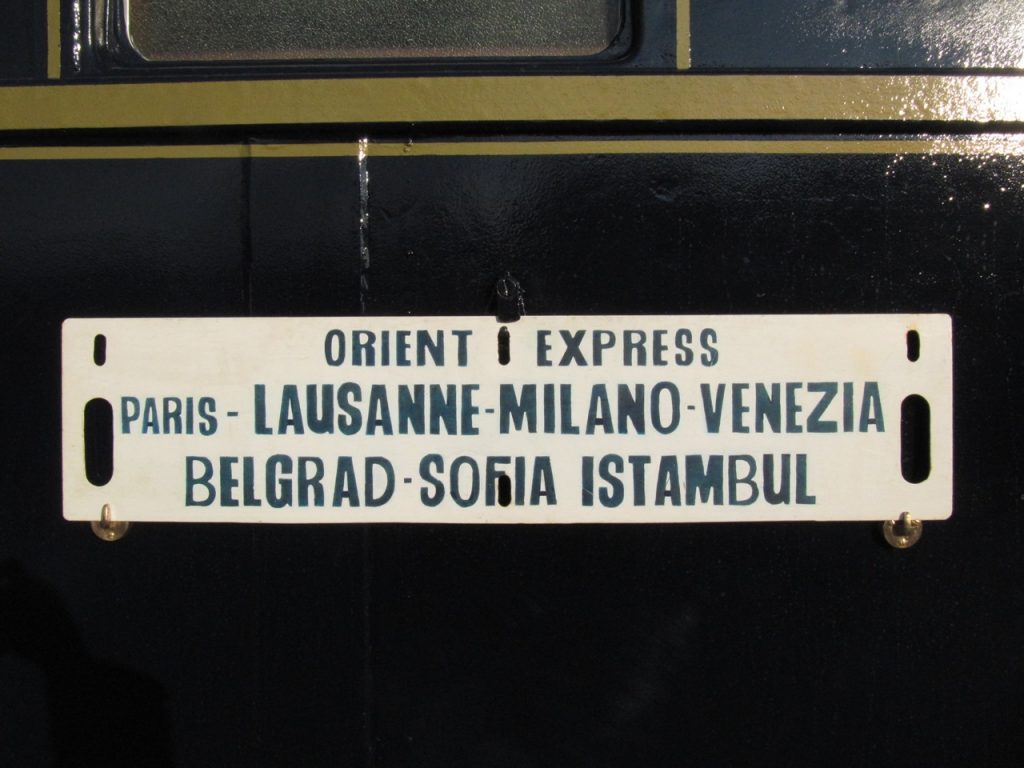 ORIENT EXPRESS
PARIS - LAUSANNE-MILANO-VENEZIA
BELGRAD-SOFIA ISTAMBUL